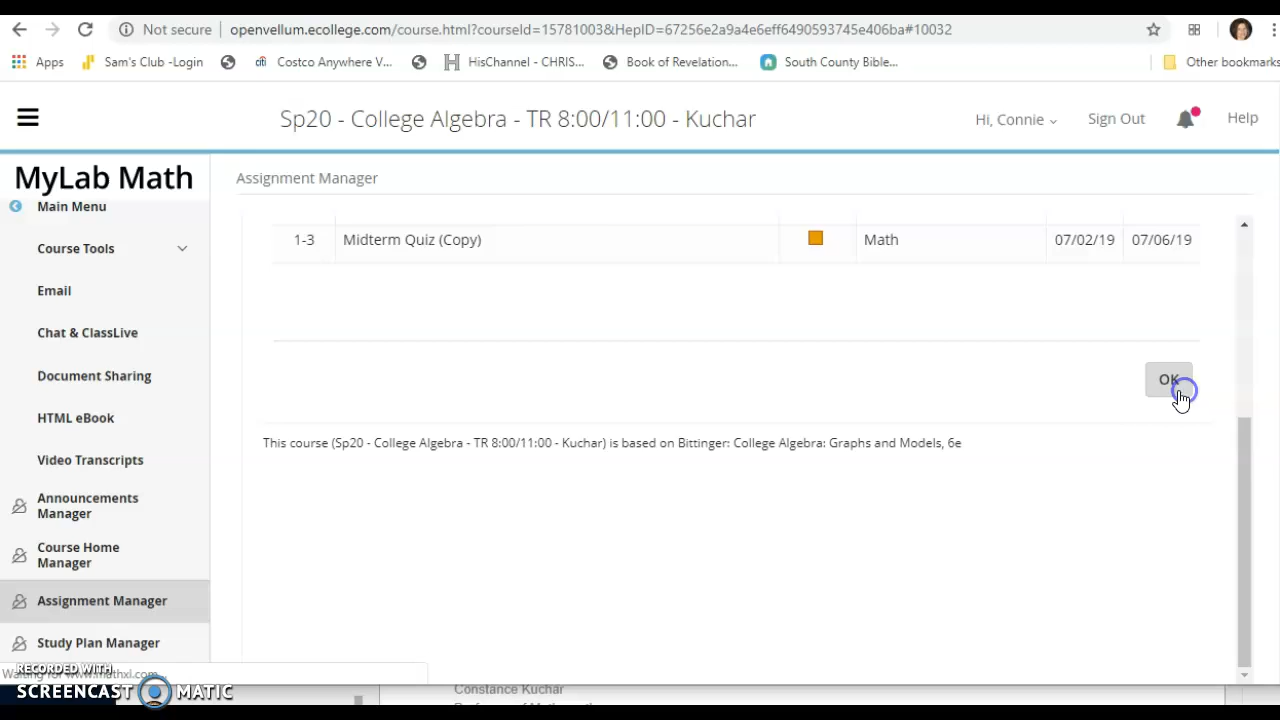 Not secure openvellum.ecollege.com/course.html?courseId=15781003&HepID=67256e2a9a4e6eff6490593745e406ba#10032
Apps Sam's Club -Login Costco Anywhere V... HisChannel - CHRIS... Book of Revelation... South County Bible... Other bookmarks
Sp20 - College Algebra - TR 8:00/11:00 - Kuchar Hi, Connie Sign Out Help
MyLab Math
Assignment Manager
Main Menu
Course Tools
Email
Chat & ClassLive
Document Sharing
HTML eBook
Video Transcripts
Announcements
Manager
Course Home
Manager
Assignment Manager
Study Plan Manager
1-3 Midterm Quiz (Copy) Math 07/02/19 07/06/19
OK
This course (Sp20 - College Algebra - TR 8:00/11:00 - Kuchar) is based on Bittinger: College Algebra: Graphs and Models, 6e
Waiting for www.mathxl.com...
RECORDED WITH
SCREENCAST MATIC
Constance Kuchar